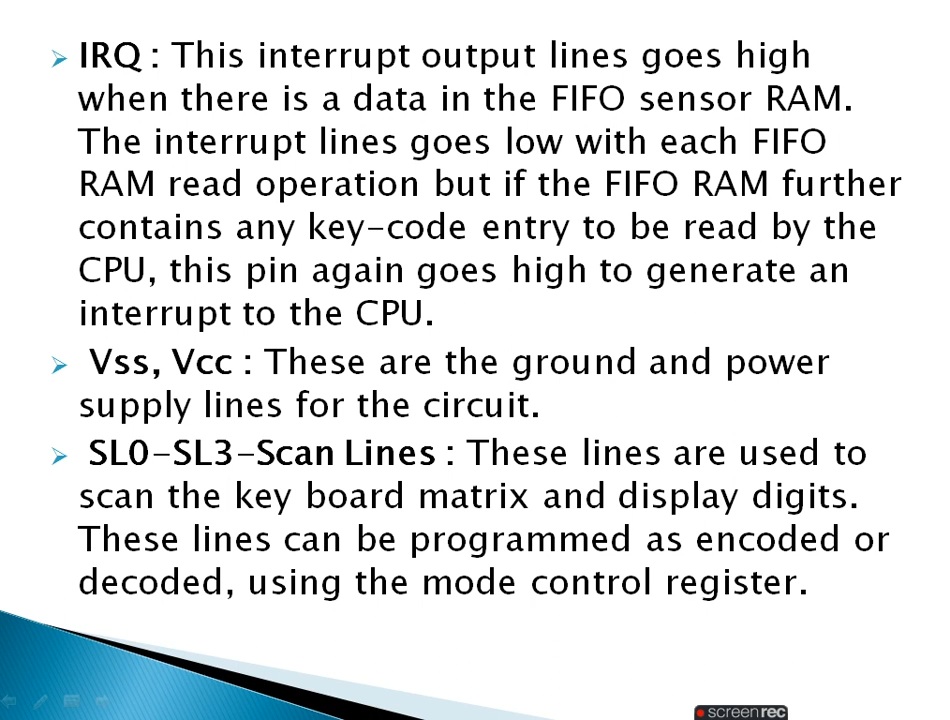 IRQ : This interrupt output lines goes high
when there is a data in the FIFO sensor RAM.
The interrupt lines goes low with each FIFO
RAM read operation but if the FIFO RAM further
contains any key-code entry to be read by the
CPU, this pin again goes high to generate an
interrupt to the CPU.
Vss, Vcc : These are the ground and power
supply lines for the circuit.
SL0-SL3-Scan Lines : These lines are used to
scan the key board matrix and display digits.
These lines can be programmed as encoded or
decoded, using the mode control register.
screenrec